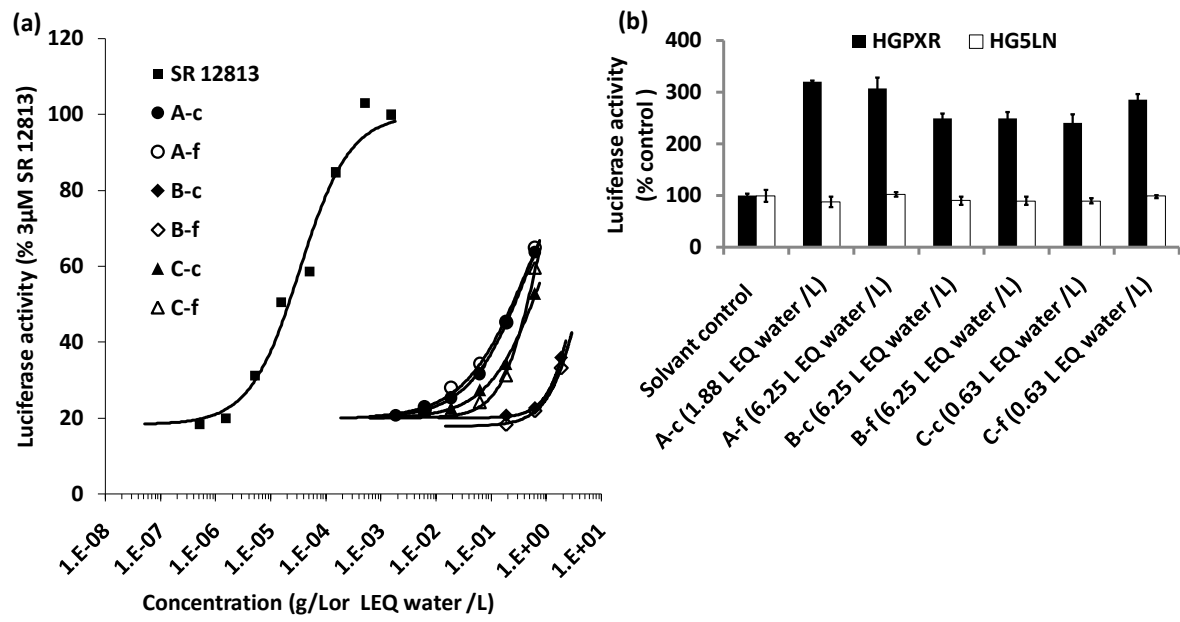 (a)
Luciferase activity (% 3µM SR 12813)
120
100
80
60
40
20
0
SR 12813
A-c
A-f
B-c
B-f
C-c
C-f
1.E-08
1.E-07
1.E-06
1.E-05
1.E-04
1.E-03
1.E-02
1.E-01
1.E+00
1.E+01
Concentration (g/Lor LEQ water /L)
(b)
Luciferase activity
(% control )
400
300
200
100
0
HGPXR
HG5LN
Solvant control
A-c (1.88 L EQ water /L)
A-f (6.25 L EQ water /L)
B-c (6.25 L EQ water /L)
B-f (6.25 L EQ water /L)
C-c (0.63 L EQ water /L)
C-f (0.63 L EQ water /L)